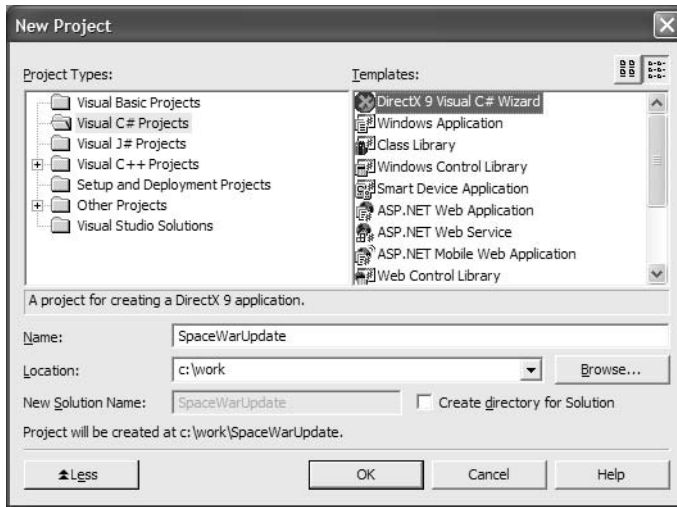 New Project
Project Types:
Templates:
Visual Basic Projects
Visual C# Projects
Visual J# Projects
Visual C++ Projects
Setup and Deployment Projects
Other Projects
Visual Studio Solutions
DirectX 9 Visual C# Wizard
Windows Application
Class Library
Windows Control Library
Smart Device Application
ASP.NET Web Application
ASP.NET Web Service
ASP.NET Mobile Web Application
Web Control Library
A project for creating a DirectX 9 application.
Name: SpaceWarUpdate
Location: c:\work Browse...
New Solution Name: SpaceWarUpdate Create directory for Solution
Project will be created at c:\work\SpaceWarUpdate.
Less OK Cancel Help